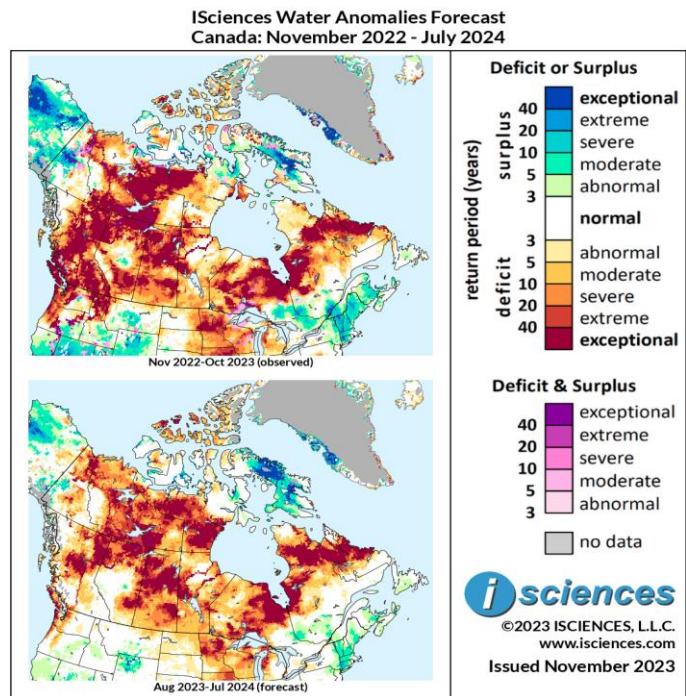 ISciences Water Anomalies Forecast
Canada: November 2022 - July 2024
Nov 2022-Oct 2023 (observed)
Aug 2023-Jul 2024 (forecast)
Deficit or Surplus
return period (years)
surplus
deficit
exceptional
40
extreme
20
severe
10
moderate
5
abnormal
3
normal
3
abnormal
5
moderate
10
severe
20
extreme
40
exceptional
Deficit & Surplus
exceptional
40
extreme
20
severe
10
moderate
5
abnormal
3
no data
i sciences
©2023 ISCIENCES, L.L.C.
www.isciences.com
Issued November 2023